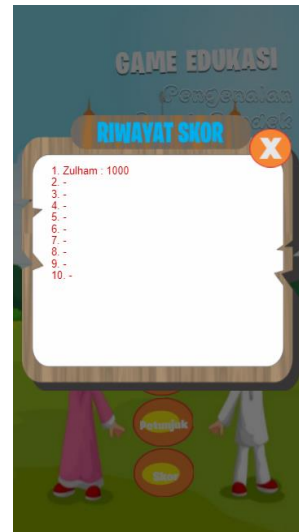 GAME EDUKASI
Pengenalan
RIWAYAT SKOR
X
1. Zulham : 1000
2. -
3. -
4. -
5. -
6. -
7. -
8. -
9. -
10. -
Petunjuk
Skor